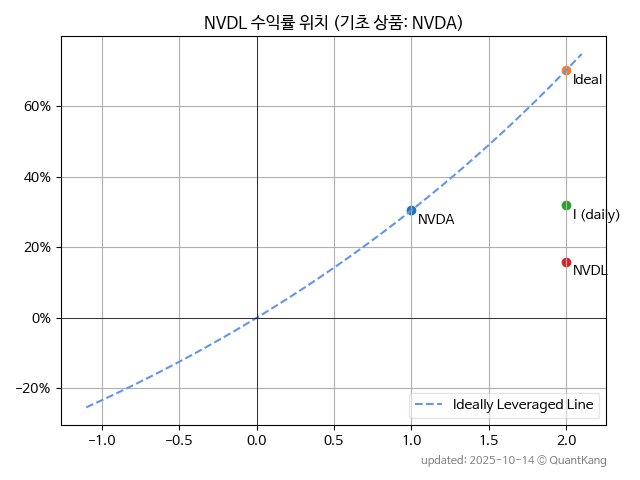 NVDL 수익률 위치 (기초 상품: NVDA)
60%
40%
20%
0%
−20%
−1.0
−0.5
0.0
0.5
1.0
1.5
2.0
Ideal
I (daily)
NVDA
NVDL
Ideally Leveraged Line
updated: 2025-10-14 © QuantKang